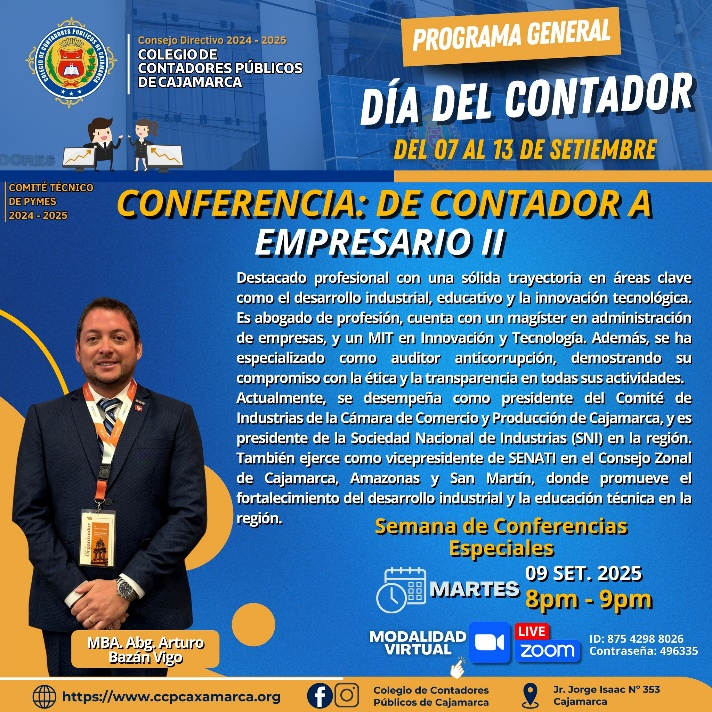 PROGRAMA GENERAL
Consejo Directivo 2024 - 2025
COLEGIO DE
CONTADORES PÚBLICOS
DE CAJAMARCA
DÍA DEL CONTADOR
DEL 07 AL 13 DE SETIEMBRE
COMITÉ TÉCNICO
DE PYMES
2024 - 2025
CONFERENCIA: DE CONTADOR A
EMPRESARIO II
Destacado profesional con una sólida trayectoria en áreas clave
como el desarrollo industrial, educativo y la innovación tecnológica.
Es abogado de profesión, cuenta con un magíster en administración
de empresas, y un MIT en Innovación y Tecnología. Además, se ha
especializado como auditor anticorrupción, demostrando su
compromiso con la ética y la transparencia en todas sus actividades.
Actualmente, se desempeña como presidente del Comité de
Industrias de la Cámara de Comercio y Producción de Cajamarca, y es
presidente de la Sociedad Nacional de Industrias (SNI) en la región.
También ejerce como vicepresidente de SENATI en el Consejo Zonal
de Cajamarca, Amazonas y San Martín, donde promueve el
fortalecimiento del desarrollo industrial y la educación técnica en la
región.
Semana de Conferencias
Especiales
MARTES
09 SET. 2025
8pm - 9pm
MODALIDAD
VIRTUAL
LIVE
zoom
ID: 875 4298 8026
Contraseña: 496335
MBA. Abg. Arturo
Bazán Vigo
https://www.ccpcaxamarca.org
Colegio de Contadores
Públicos de Cajamarca
Jr. Jorge Isaac N° 353
Cajamarca